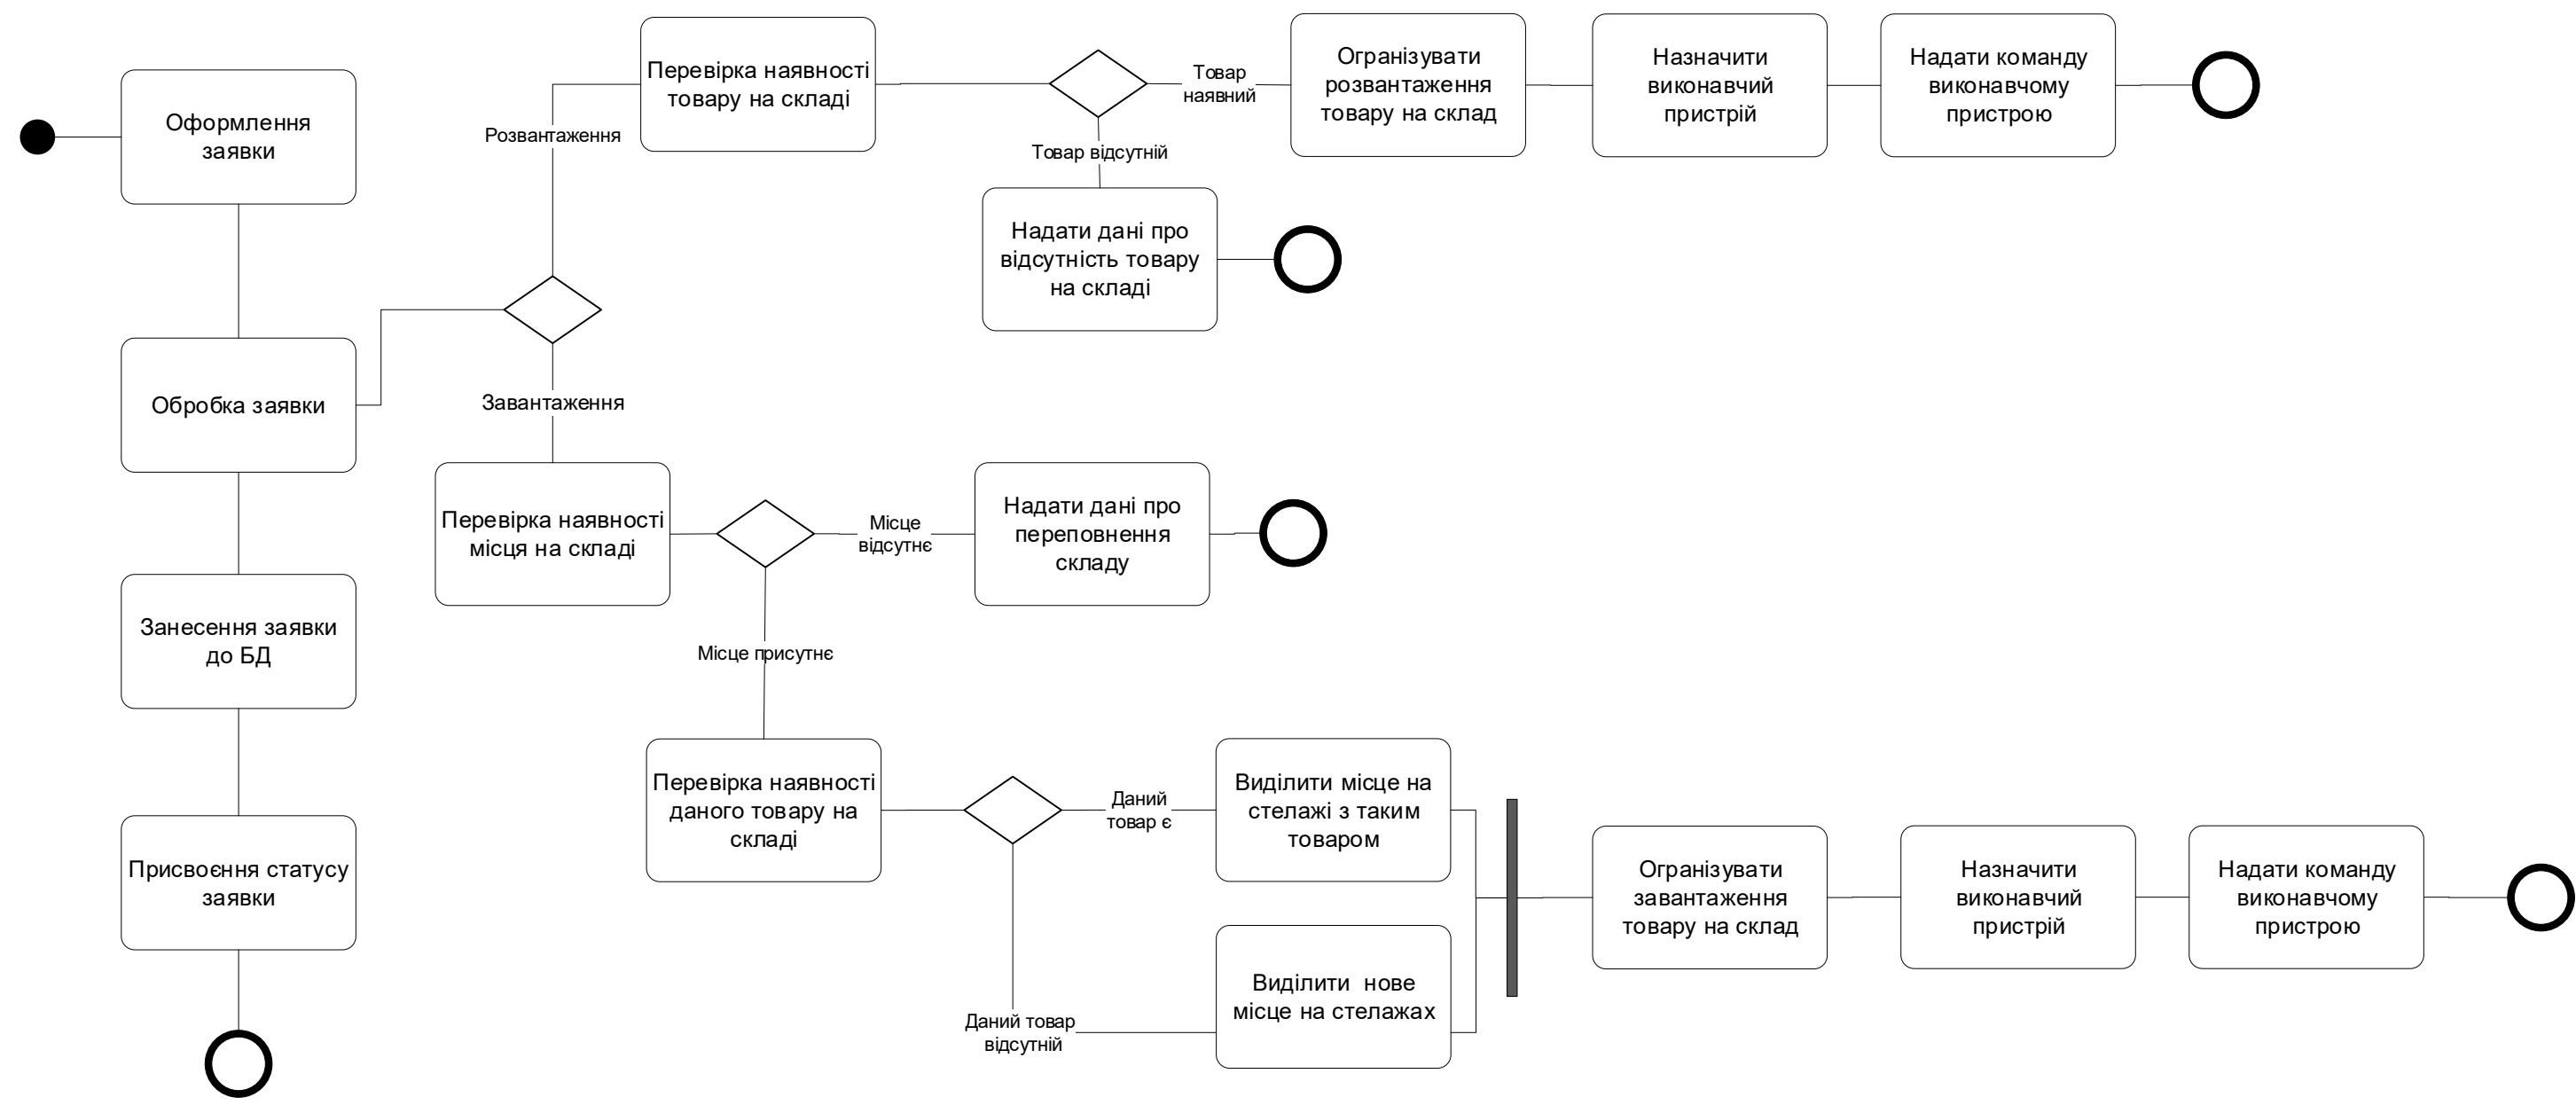 Оформлення
заявки
Обробка заявки
Занесення заявки
до БД
Присвоєння статусу
заявки
Розвантаження
Завантаження
Перевірка наявності
товару на складі
Товар
наявний
Товар відсутній
Огранізувати
розвантаження
товару на склад
Назначити
виконавчий
пристрій
Надати команду
виконавчому
пристрою
Надати дані про
відсутність товару
на складі
Перевірка наявності
місця на складі
Місце
відсутнє
Надати дані про
переповнення
складу
Місце присутнє
Перевірка наявності
даного товару на
складі
Даний
товар є
Виділити місце на
стелажі з таким
товаром
Даний товар
відсутній
Виділити  нове
місце на стелажах
Огранізувати
завантаження
товару на склад
Назначити
виконавчий
пристрій
Надати команду
виконавчому
пристрою